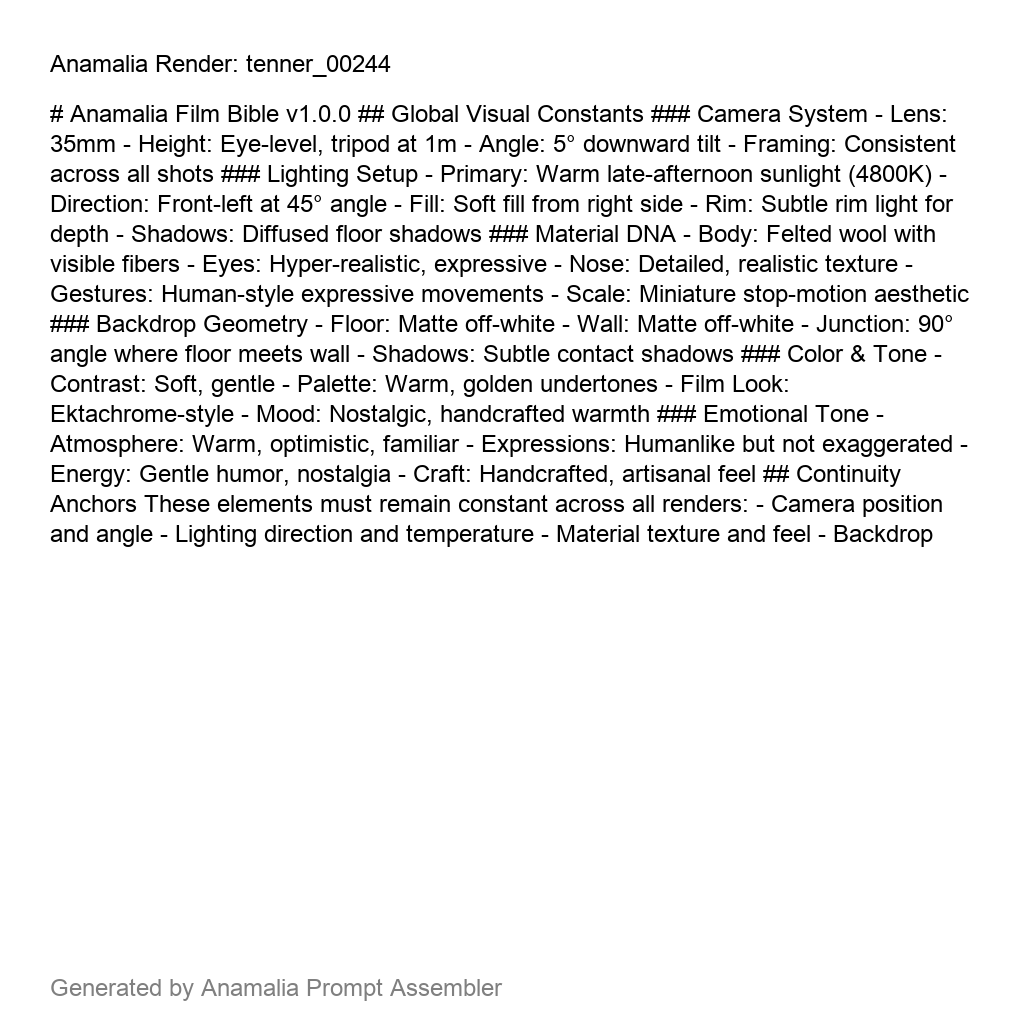 Anamalia Render: tenner_00244
# Anamalia Film Bible v1.0.0 ## Global Visual Constants ### Camera System - Lens:
35mm - Height: Eye-level, tripod at 1m - Angle: 5° downward tilt - Framing: Consistent
across all shots ### Lighting Setup - Primary: Warm late-afternoon sunlight (4800K) -
Direction: Front-left at 45° angle - Fill: Soft fill from right side - Rim: Subtle rim light for
depth - Shadows: Diffused floor shadows ### Material DNA - Body: Felted wool with
visible fibers - Eyes: Hyper-realistic, expressive - Nose: Detailed, realistic texture -
Gestures: Human-style expressive movements - Scale: Miniature stop-motion aesthetic
### Backdrop Geometry - Floor: Matte off-white - Wall: Matte off-white - Junction: 90°
angle where floor meets wall - Shadows: Subtle contact shadows ### Color & Tone -
Contrast: Soft, gentle - Palette: Warm, golden undertones - Film Look:
Ektachrome-style - Mood: Nostalgic, handcrafted warmth ### Emotional Tone -
Atmosphere: Warm, optimistic, familiar - Expressions: Humanlike but not exaggerated -
Energy: Gentle humor, nostalgia - Craft: Handcrafted, artisanal feel ## Continuity
Anchors These elements must remain constant across all renders: - Camera position
and angle - Lighting direction and temperature - Material texture and feel - Backdrop
Generated by Anamalia Prompt Assembler